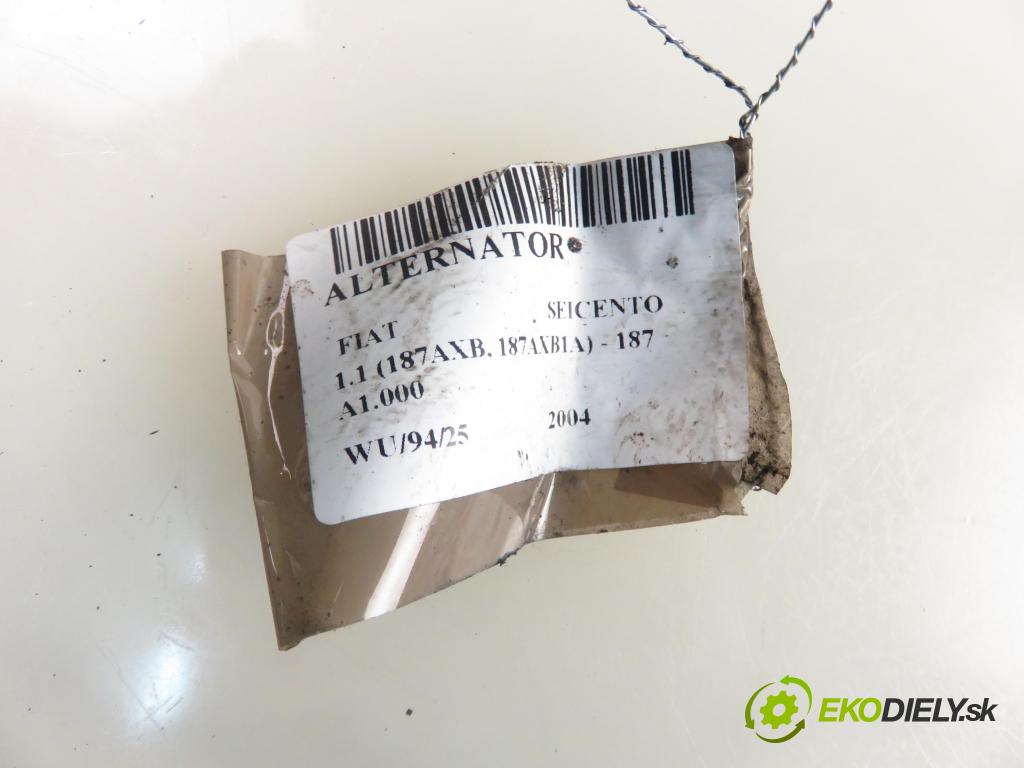 ALTERNATOR
FIAT SEICENTO
1.1 (187AXB, 187AXB1A) - 187
A1.000
WU/94/25 2004
EKODIELY.sk